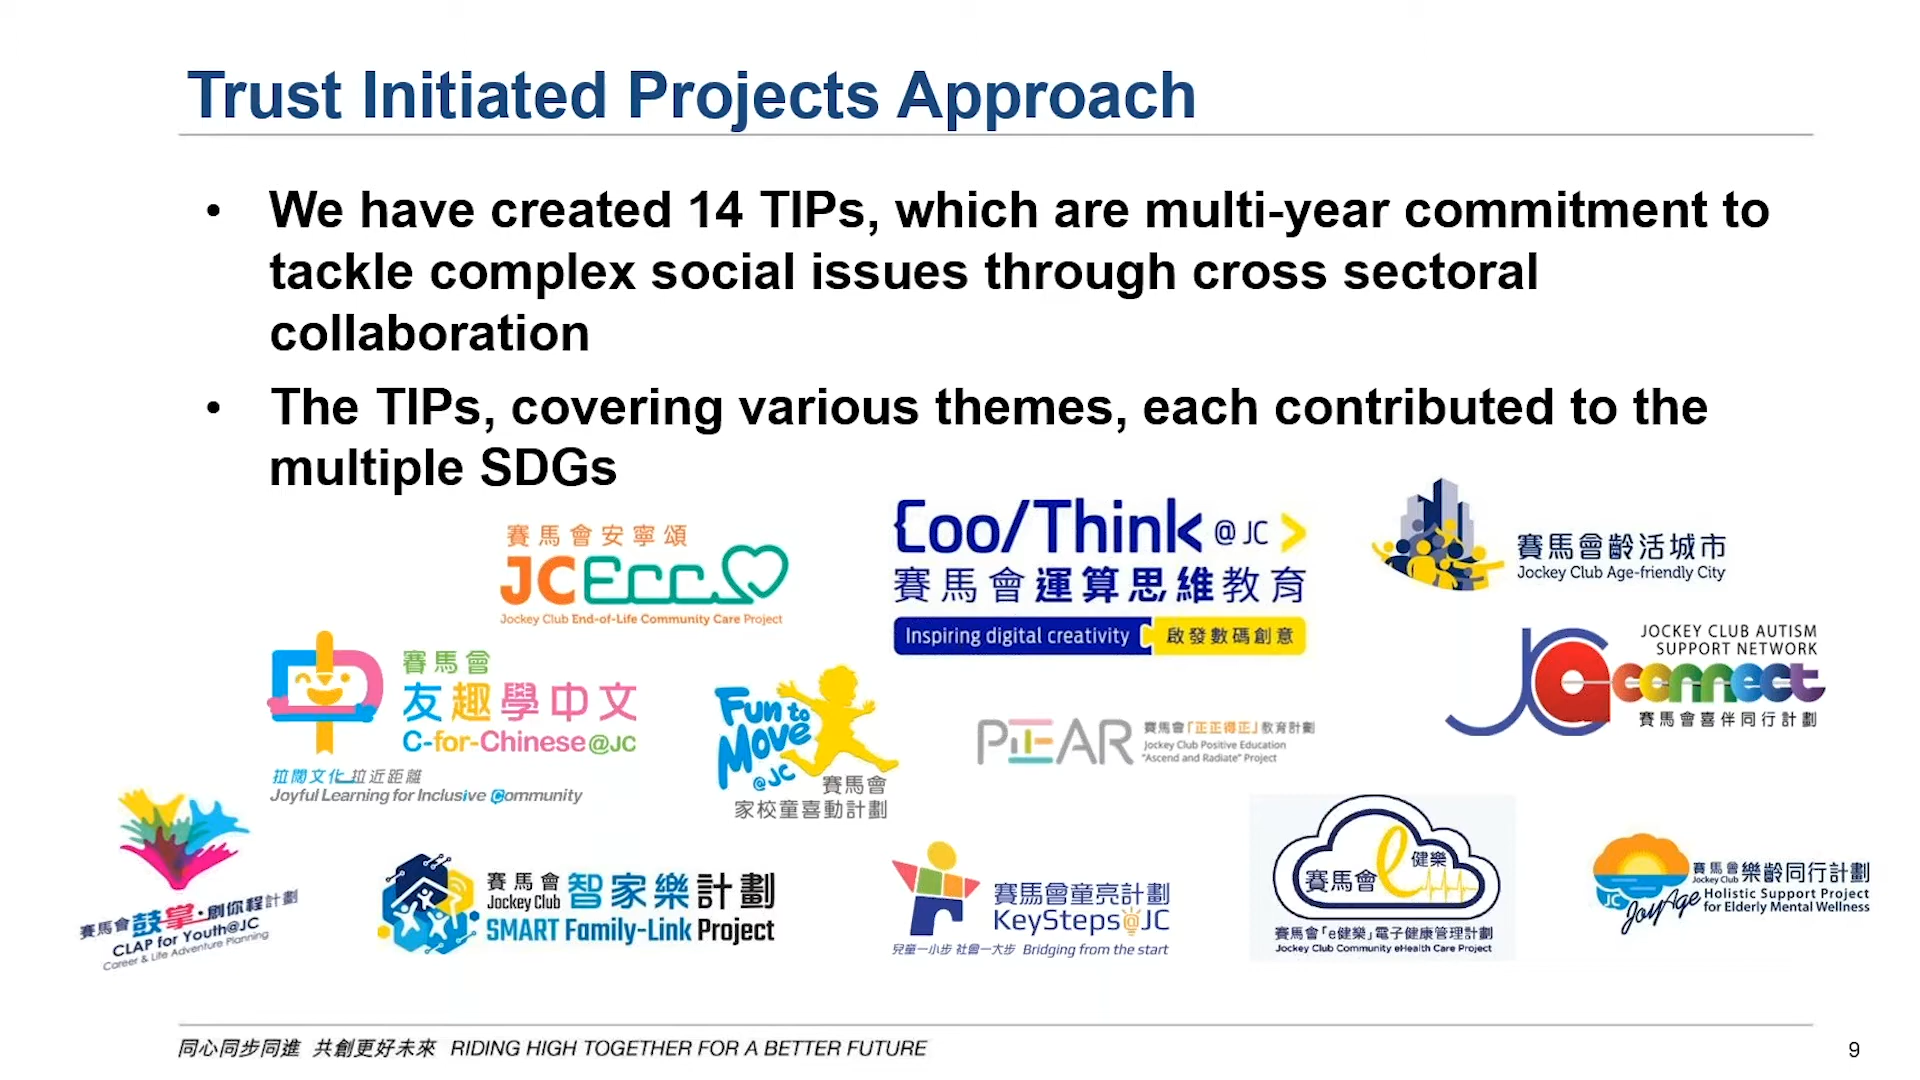 Trust Initiated Projects Approach
• We have created 14 TIPs, which are multi-year commitment to
tackle complex social issues through cross sectoral
collaboration
• The TIPs, covering various themes, each contributed to the
multiple SDGs
賽馬會安寧頌
JCECC
Jockey Club End-of-Life Community Care Project
Coo/Think@JC
賽馬會運算思維教育
Inspiring digital creativity 啟發數碼創意
賽馬會齡活城市
Jockey Club Age-friendly City
JOCKEY CLUB AUTISM
SUPPORT NETWORK
JC aconnect
賽馬會喜伴同行計劃
賽馬會
友趣學中文
C-for-Chinese@JC
拉闊文化 拉近距離
Joyful Learning for Inclusive Community
Fun to
Move
@JC
賽馬會
家校童喜動計劃
PEAR
賽馬會「正正得正」教育計劃
Jockey Club Positive Education
"Ascend and Radiate" Project
賽馬會鼓掌·創你程計劃
CLAP for Youth@JC
Career & Life Adventure Planning
賽馬會
Jockey Club
智家樂計劃
SMART Family-Link Project
賽馬會童亮計劃
KeySteps@JC
兒童一小步 社會一大步 Bridging from the start
賽馬會 e 健樂
賽馬會「e健樂」電子健康管理計劃
Jockey Club Community eHealth Care Project
JC JoyAge
賽馬會
Jockey Club
樂齡同行計劃
Holistic Support Project
for Elderly Mental Wellness
同心同步同進 共創更好未來 RIDING HIGH TOGETHER FOR A BETTER FUTURE
9